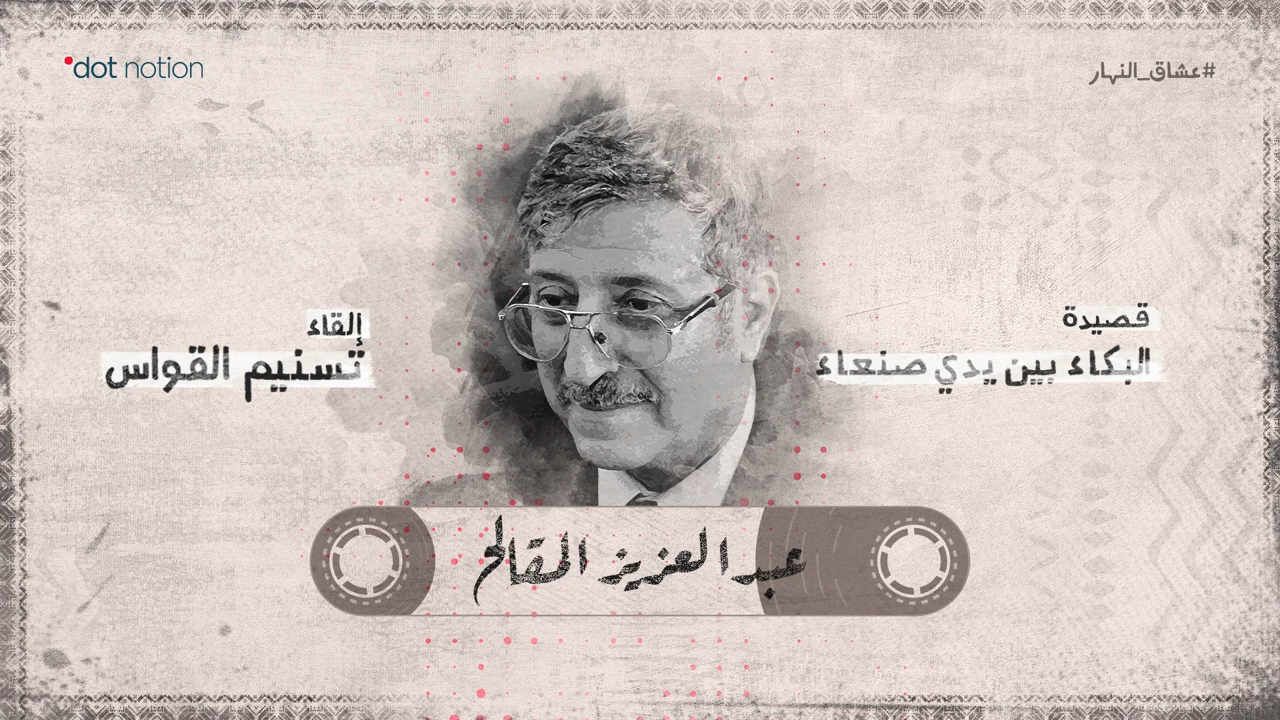 dot notion
#عشاق_النهار
قصيدة
البكاء بين يدي صنعاء
إلقاء
تسنيم القواس
عبدالعزيز المقالح